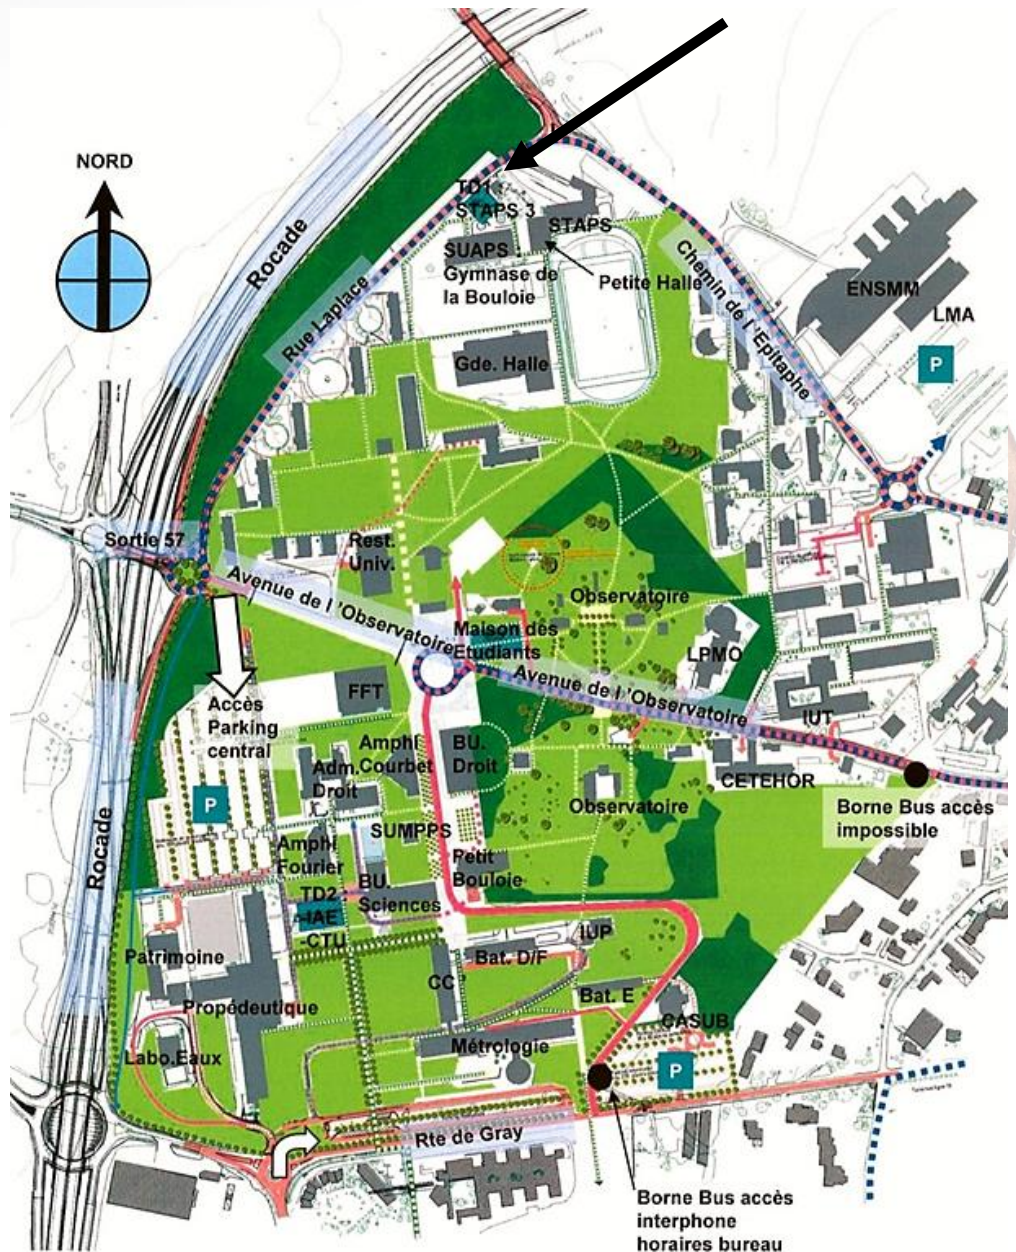 NORD
Rocade
Rue Laplace
TD1
STAPS 3
STAPS
SUAPS
Gymnase de
la Bouloie
Petite Halle
Chemin de l 'Epitaphe
ENSMM
LMA
P
Gde. Halle
Sortie 57
Rest.
Univ.
Avenue de l 'Observatoire
Observatoire
Maison des
Etudiants
LPMO
Avenue de l 'Observatoire
Accès
Parking
central
FFT
IUT
Amphi
Courbet
BU.
Droit
Adm.
Droit
CETEHOR
Borne Bus accès
impossible
Observatoire
P
SUMPPS
Amphi
Fourier
Petit
Bouloie
Rocade
BU.
Sciences
TD2
-IAE
-CTU
IUP
Patrimoine
Bat. D/F
CC
Bat. E
Propédeutique
CASUB
Métrologie
Labo.Eaux
P
Rte de Gray
Borne Bus accès
interphone
horaires bureau